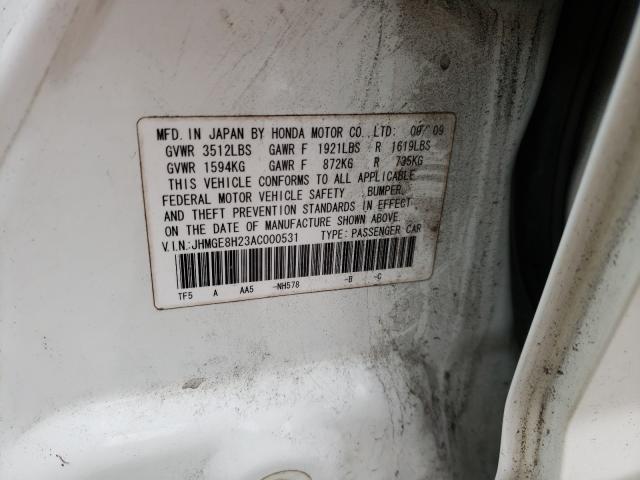 MFD. IN JAPAN BY HONDA MOTOR CO., LTD. 09/09
GVWR 3512LBS GAWR F 1921LBS R 1619LBS
GVWR 1594KG GAWR F 872KG R 735KG
THIS VEHICLE CONFORMS TO ALL APPLICABLE
FEDERAL MOTOR VEHICLE SAFETY ,BUMPER,
AND THEFT PREVENTION STANDARDS IN EFFECT
ON THE DATE OF MANUFACTURE SHOWN ABOVE.
V.I.N.:JHMGE8H23AC000531 TYPE: PASSENGER CAR
TF5 A AA5 -NH578 -B -C